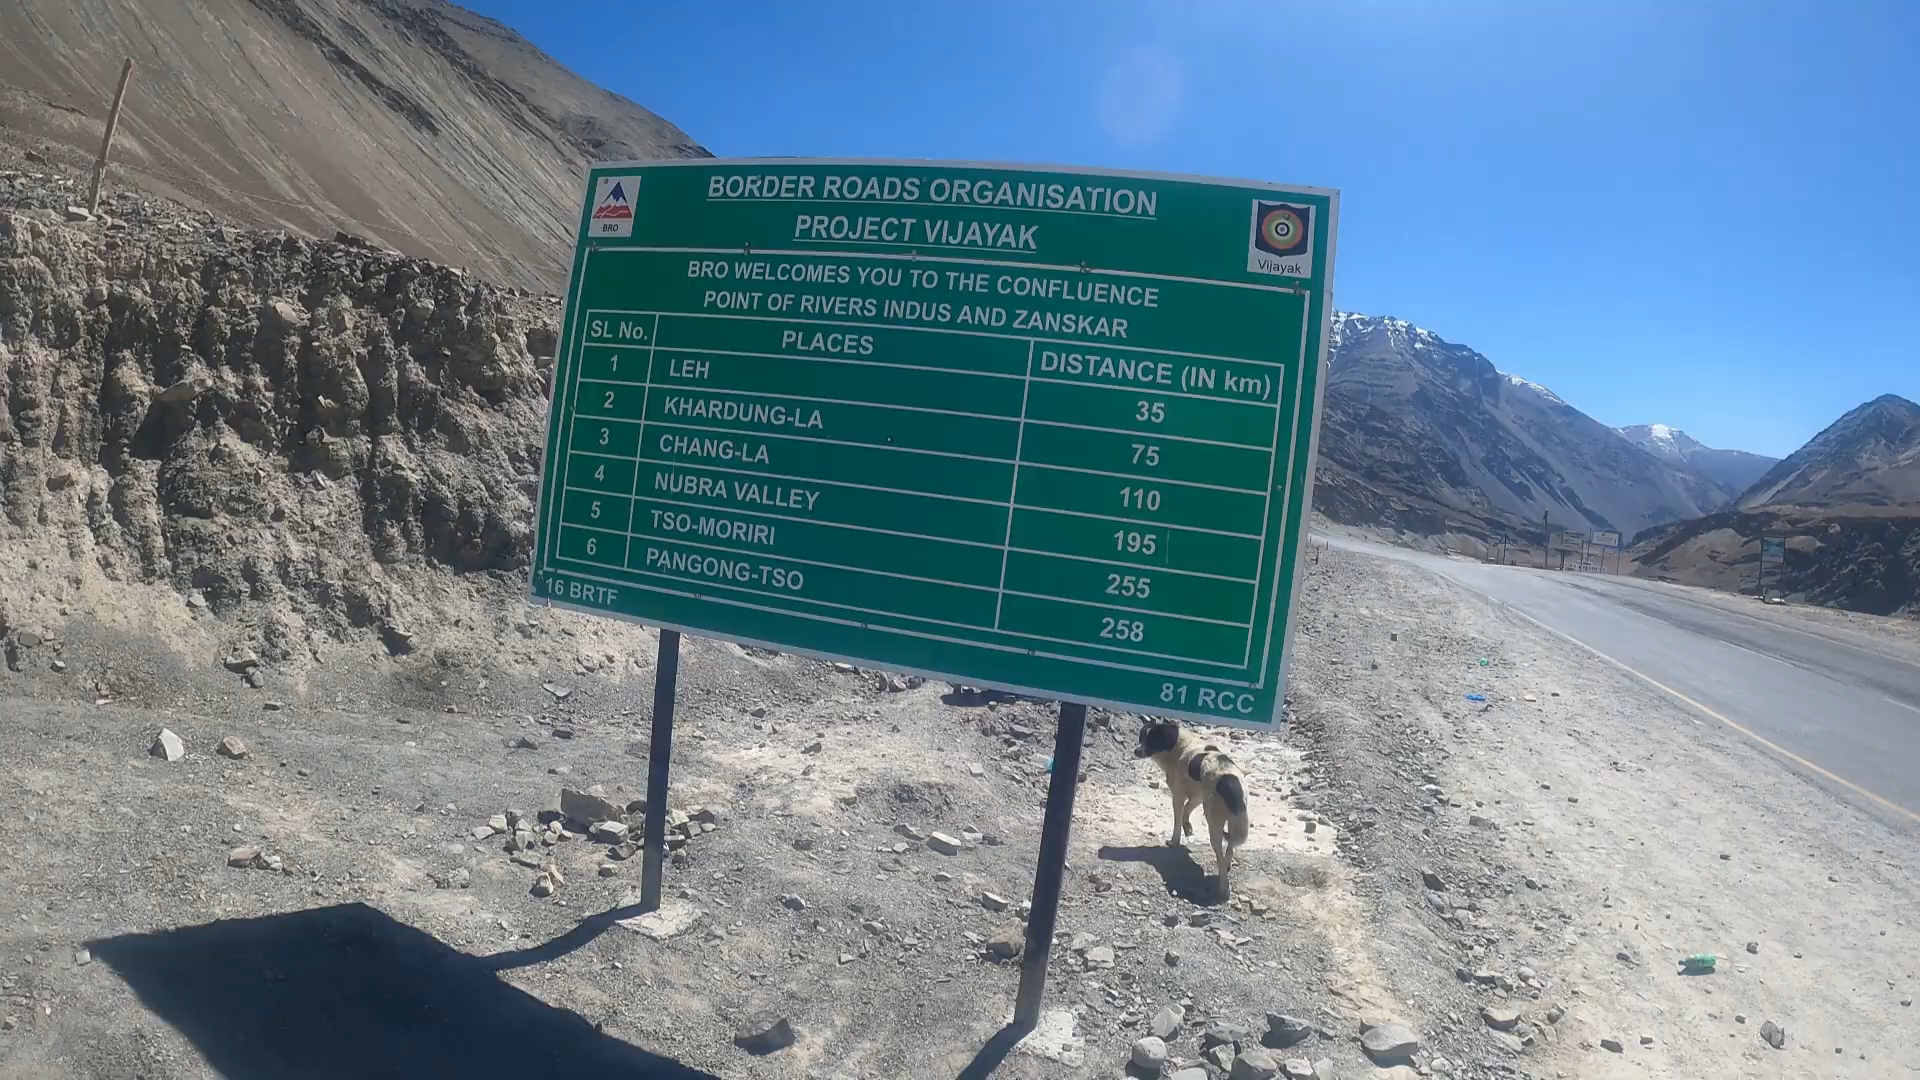 BORDER ROADS ORGANISATION
PROJECT VIJAYAK
BRO
Vijayak
BRO WELCOMES YOU TO THE CONFLUENCE
POINT OF RIVERS INDUS AND ZANSKAR
SL No. PLACES DISTANCE (IN km)
1 LEH 35
2 KHARDUNG-LA 75
3 CHANG-LA 110
4 NUBRA VALLEY 195
5 TSO-MORIRI 255
6 PANGONG-TSO 258
16 BRTF 81 RCC